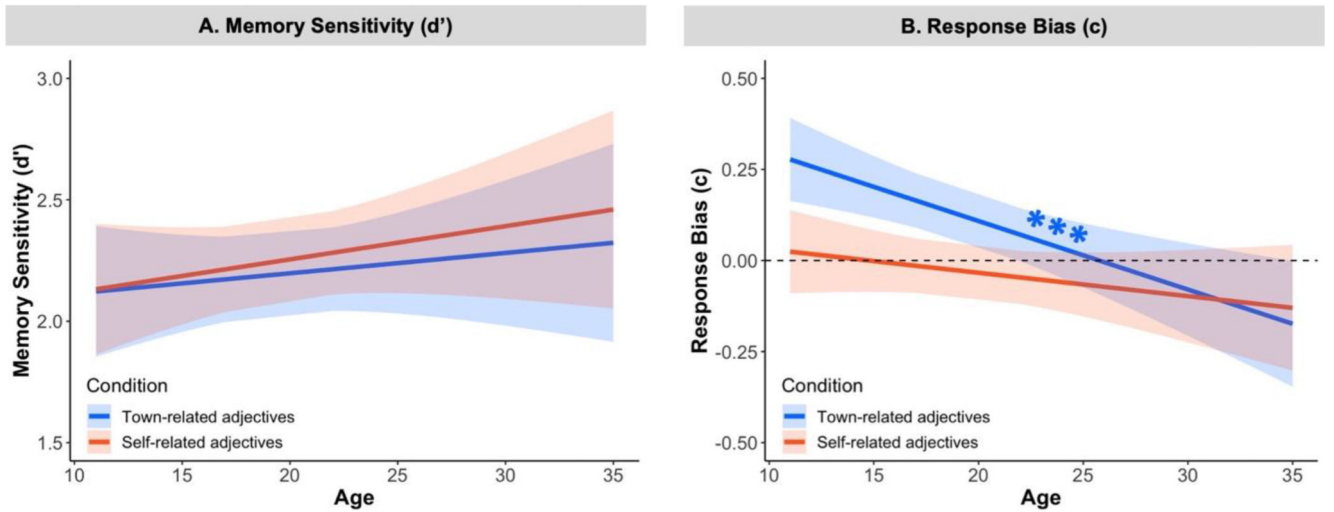 A. Memory Sensitivity (d’)
3.0
2.5
2.0
1.5
Memory Sensitivity (d')
Condition
Town-related adjectives
Self-related adjectives
10 15 20 25 30 35
Age
B. Response Bias (c)
0.50
0.25
0.00
-0.25
-0.50
Response Bias (c)
***
Condition
Town-related adjectives
Self-related adjectives
10 15 20 25 30 35
Age